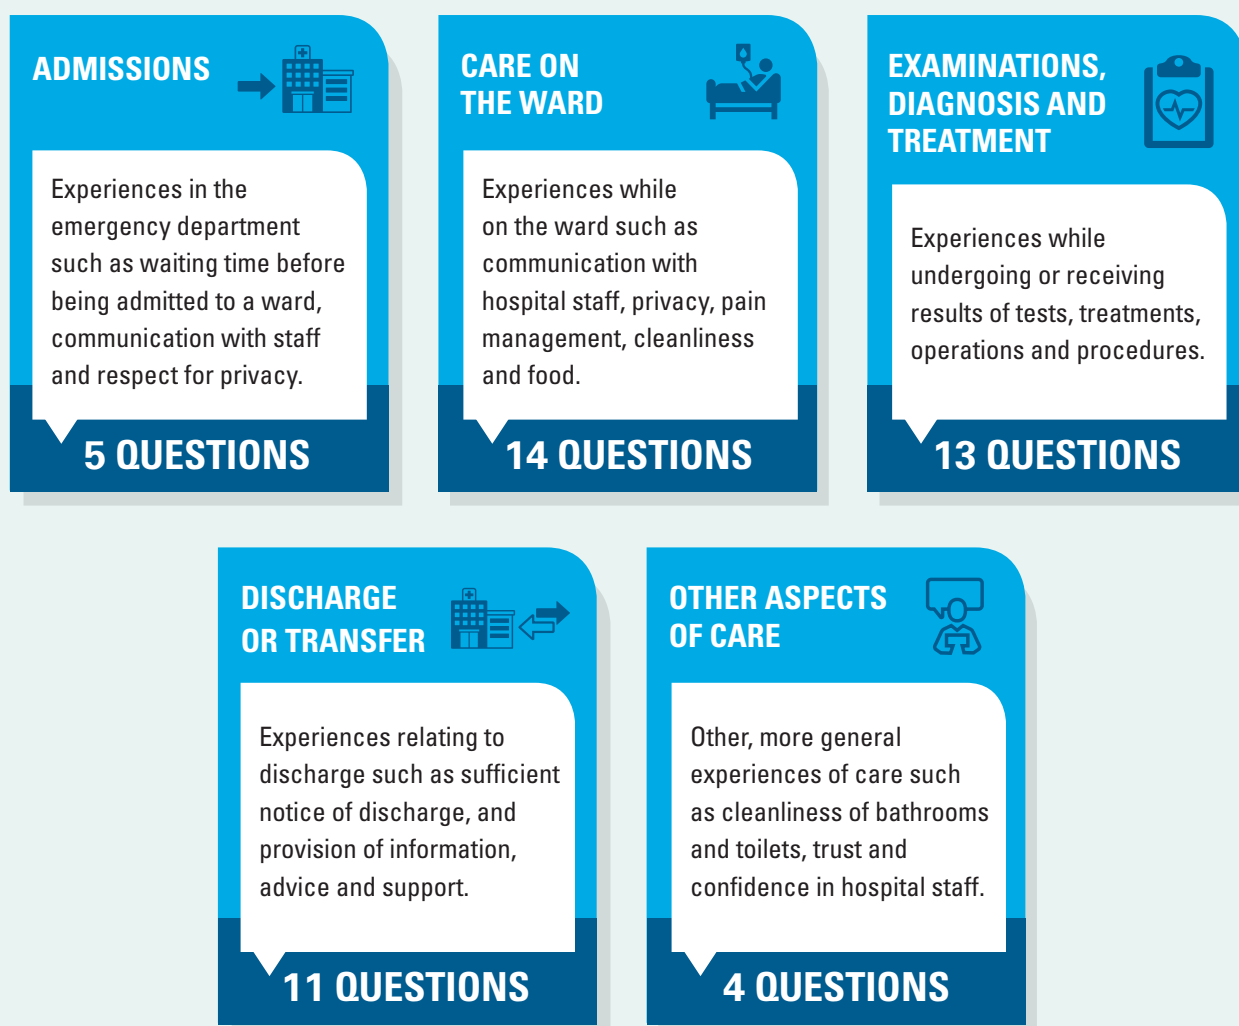 ADMISSIONS
Experiences in the
emergency department
such as waiting time before
being admitted to a ward,
communication with staff
and respect for privacy.
5 QUESTIONS
CARE ON
THE WARD
Experiences while
on the ward such as
communication with
hospital staff, privacy, pain
management, cleanliness
and food.
14 QUESTIONS
EXAMINATIONS,
DIAGNOSIS AND
TREATMENT
Experiences while
undergoing or receiving
results of tests, treatments,
operations and procedures.
13 QUESTIONS
DISCHARGE
OR TRANSFER
Experiences relating to
discharge such as sufficient
notice of discharge, and
provision of information,
advice and support.
11 QUESTIONS
OTHER ASPECTS
OF CARE
Other, more general
experiences of care such
as cleanliness of bathrooms
and toilets, trust and
confidence in hospital staff.
4 QUESTIONS